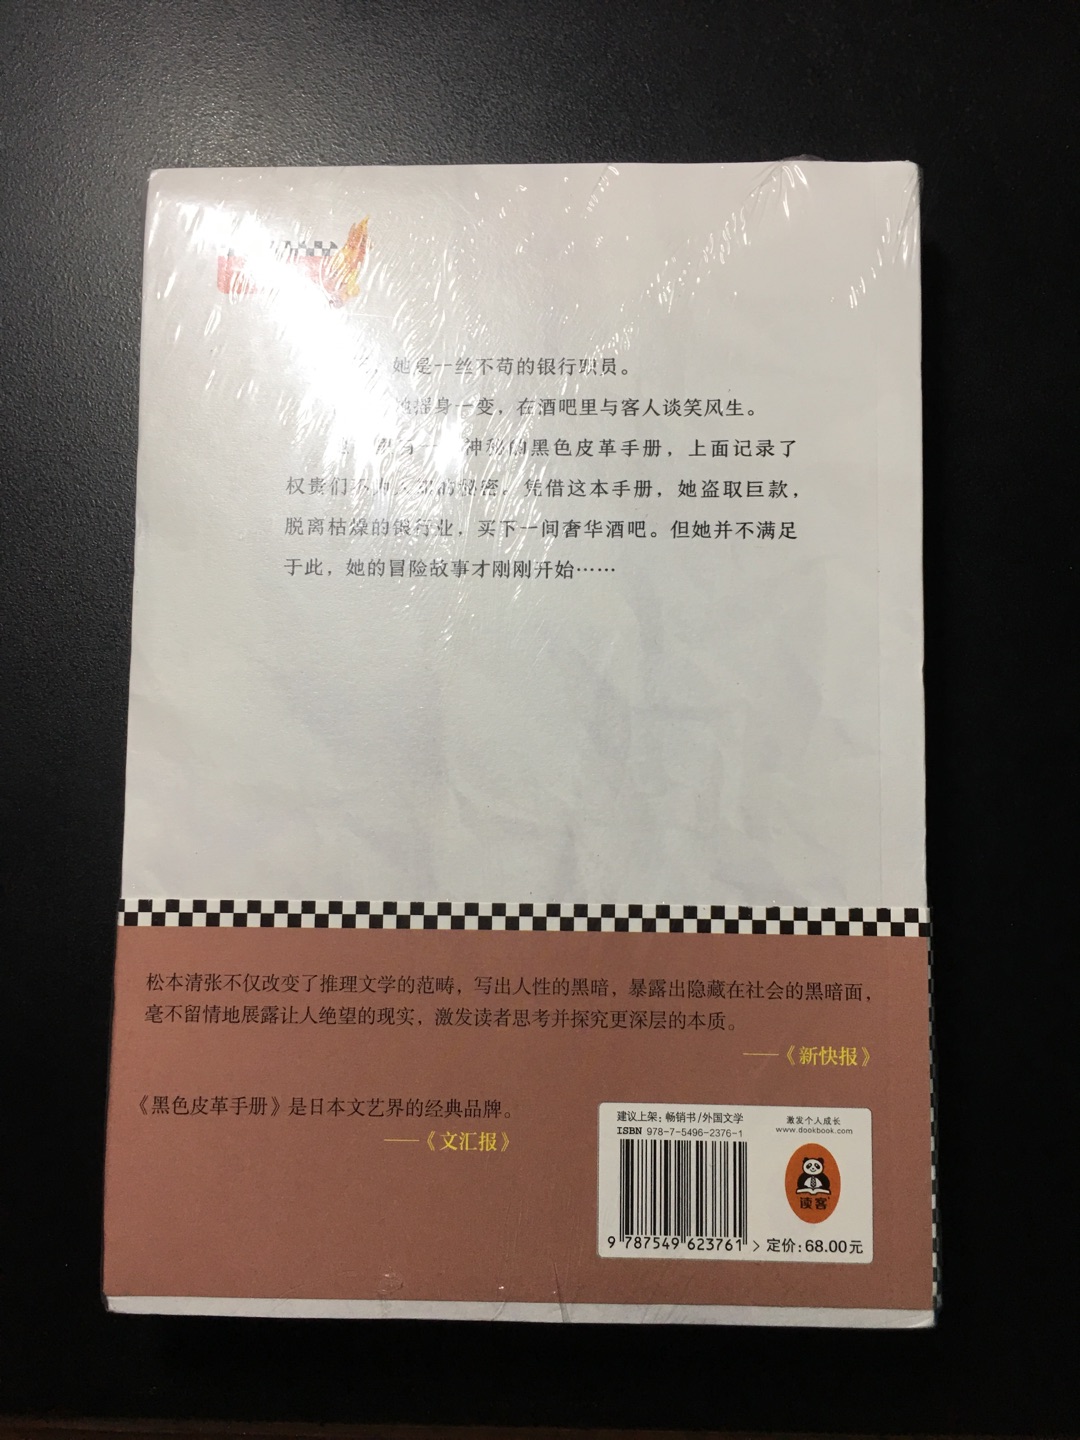 她是一丝不苟的银行职员。
摇身一变，在酒吧里与客人谈笑风生。
神秘的黑色皮革手册，上面记录了
权贵们不为人知的秘密。凭借这本手册，她盗取巨款，
脱离枯燥的银行业，买下一间奢华酒吧。但她并不满足
于此，她的冒险故事才刚刚开始……
松本清张不仅改变了推理文学的范畴，写出人性的黑暗，暴露出隐藏在社会的黑暗面，
毫不留情地展露让人绝望的现实，激发读者思考并探究更深层的本质。
——《新快报》
《黑色皮革手册》是日本文艺界的经典品牌。
——《文汇报》
建议上架：畅销书/外国文学
ISBN 978-7-5496-2376-1
9 787549 623761 >
激发个人成长
www.dookbook.com
读客
定价：68.00元